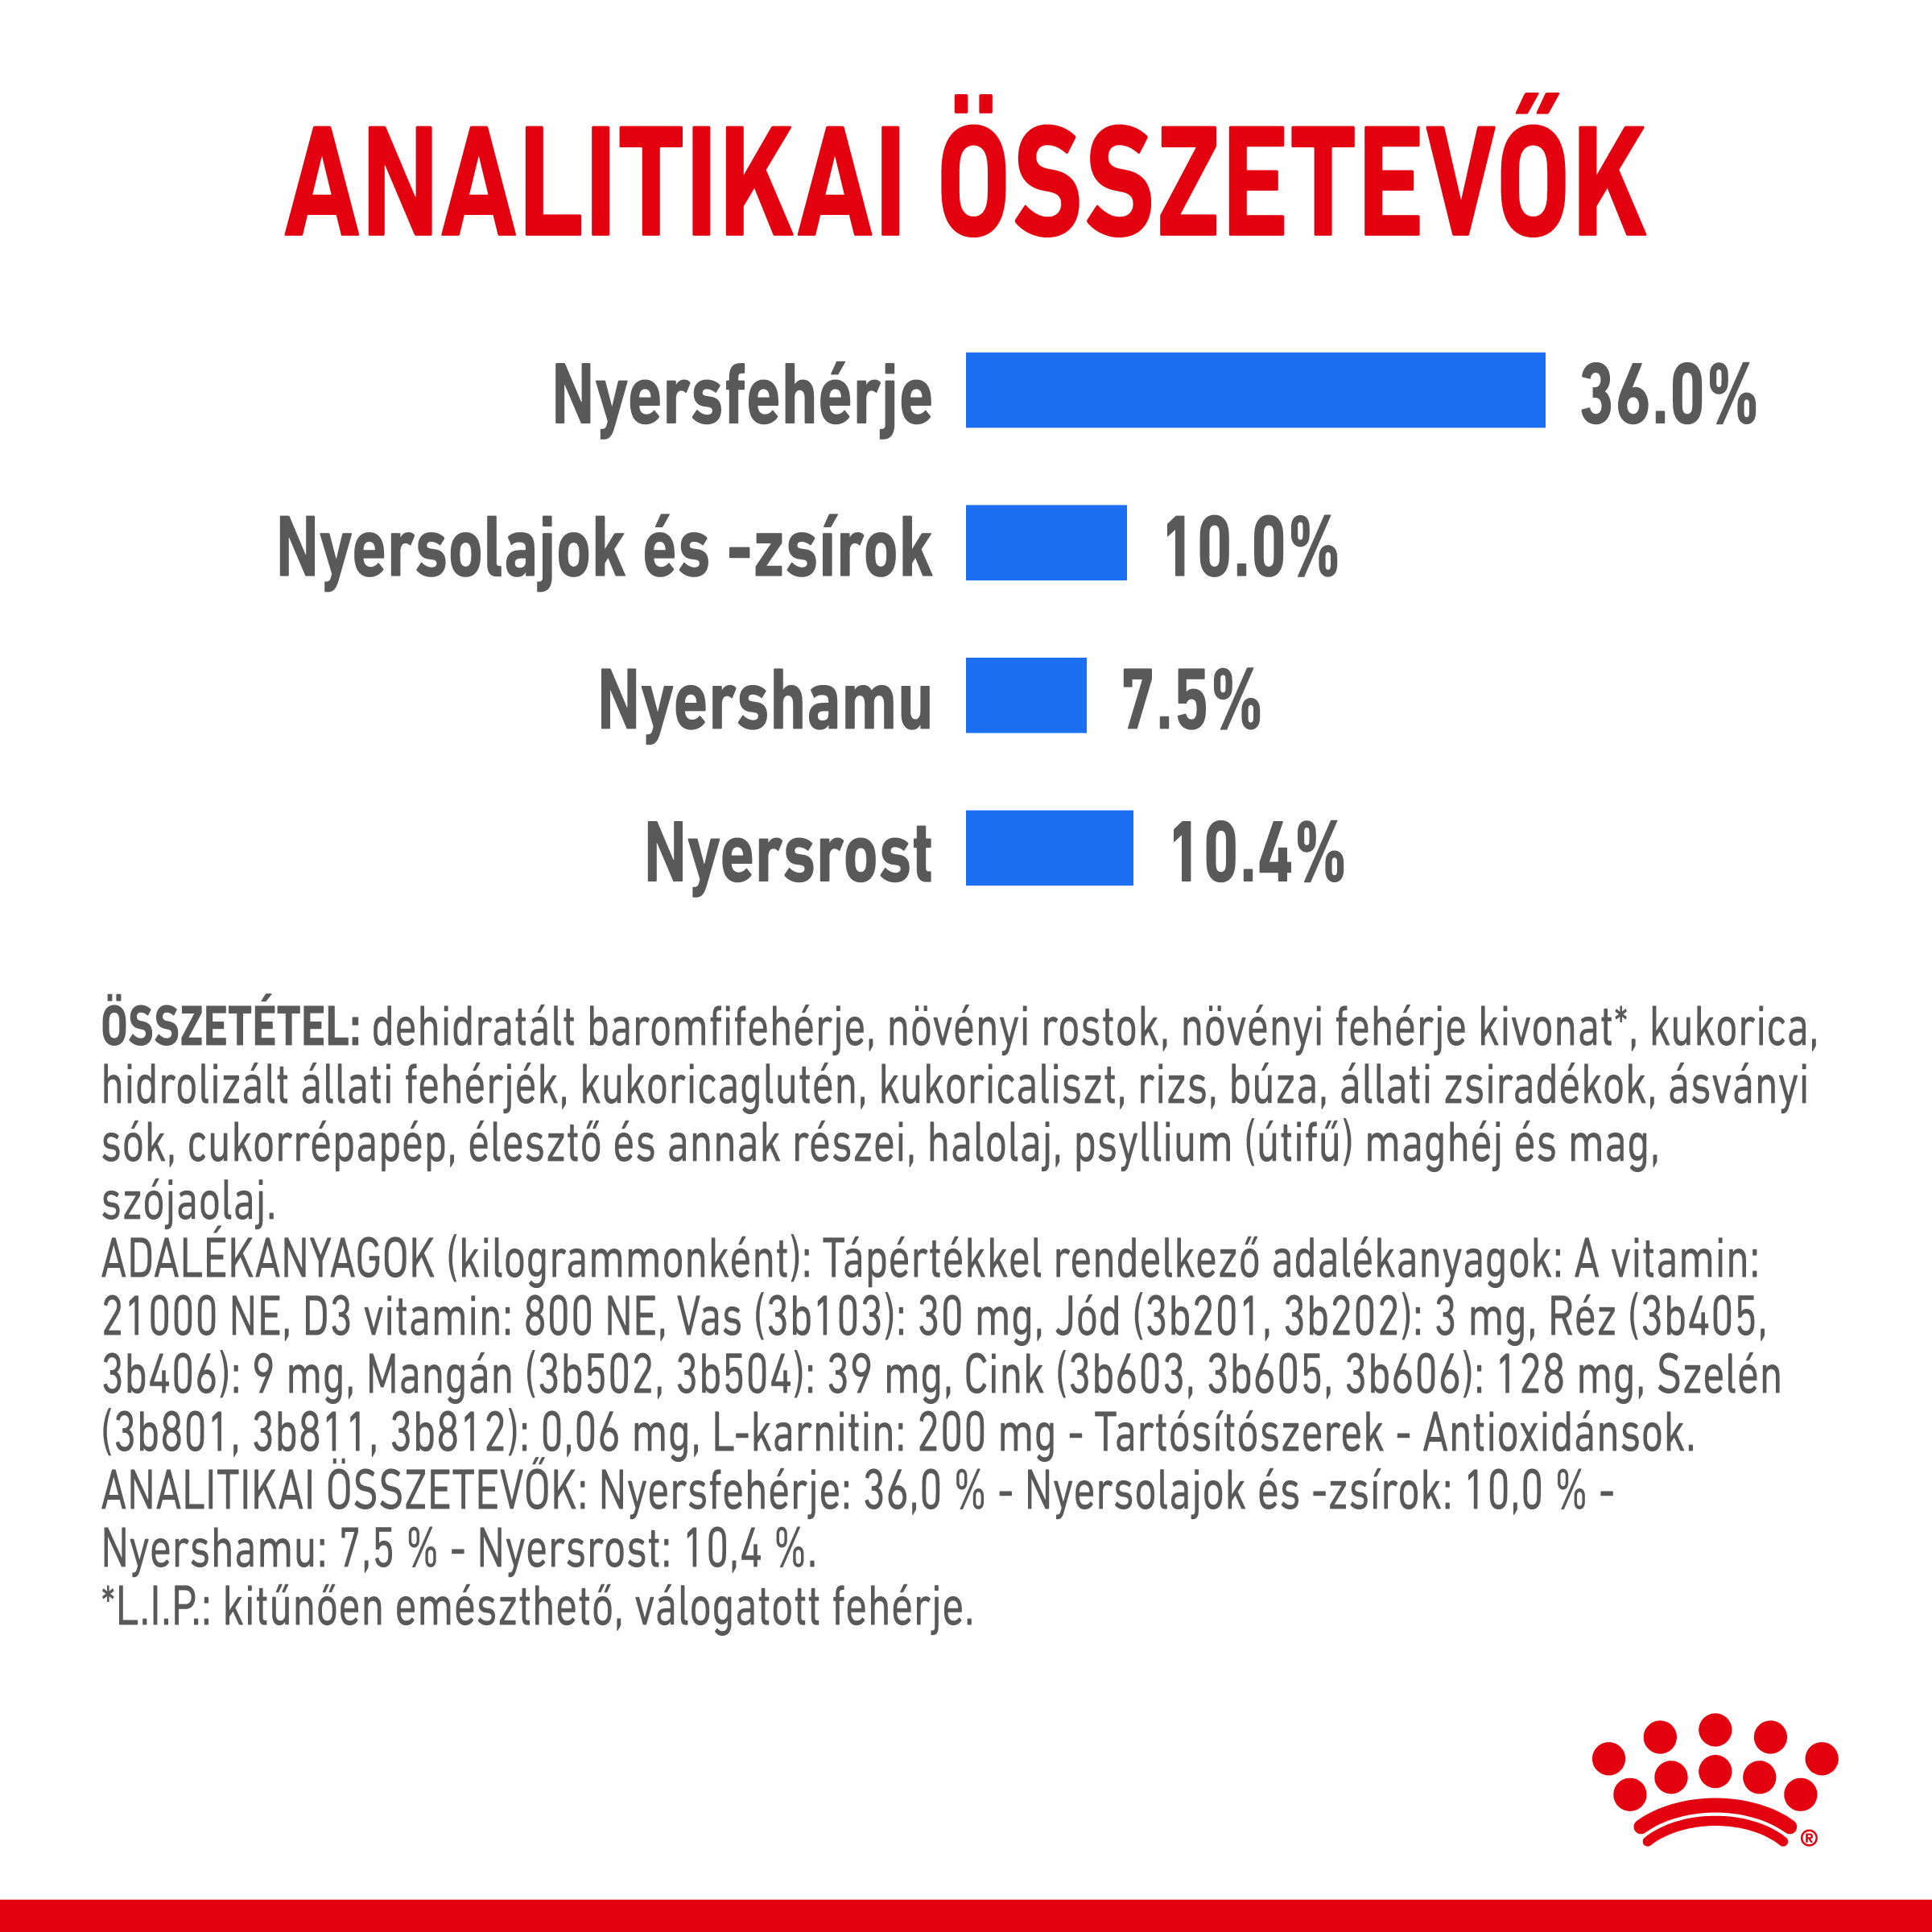 ANALITIKAI ÖSSZETEVŐK
Nyersfehérje 36.0%
Nyersolajok és -zsírok 10.0%
Nyershamu 7.5%
Nyersrost 10.4%
ÖSSZETÉTEL: dehidratált baromfifehérje, növényi rostok, növényi fehérje kivonat*, kukorica,
hidrolizált állati fehérjék, kukoricaglutén, kukoricaliszt, rizs, búza, állati zsiradékok, ásványi
sók, cukorrépapép, élesztő és annak részei, halolaj, psyllium (útifű) maghéj és mag,
szójaolaj.
ADALÉKANYAGOK (kilogrammonként): Tápértékkel rendelkező adalékanyagok: A vitamin:
21000 NE, D3 vitamin: 800 NE, Vas (3b103): 30 mg, Jód (3b201, 3b202): 3 mg, Réz (3b405,
3b406): 9 mg, Mangán (3b502, 3b504): 39 mg, Cink (3b603, 3b605, 3b606): 128 mg, Szelén
(3b801, 3b811, 3b812): 0,06 mg, L-karnitin: 200 mg - Tartósítószerek - Antioxidánsok.
ANALITIKAI ÖSSZETEVŐK: Nyersfehérje: 36,0 % - Nyersolajok és -zsírok: 10,0 % -
Nyershamu: 7,5 % - Nyersrost: 10,4 %.
*L.I.P.: kitűnően emészthető, válogatott fehérje.
®